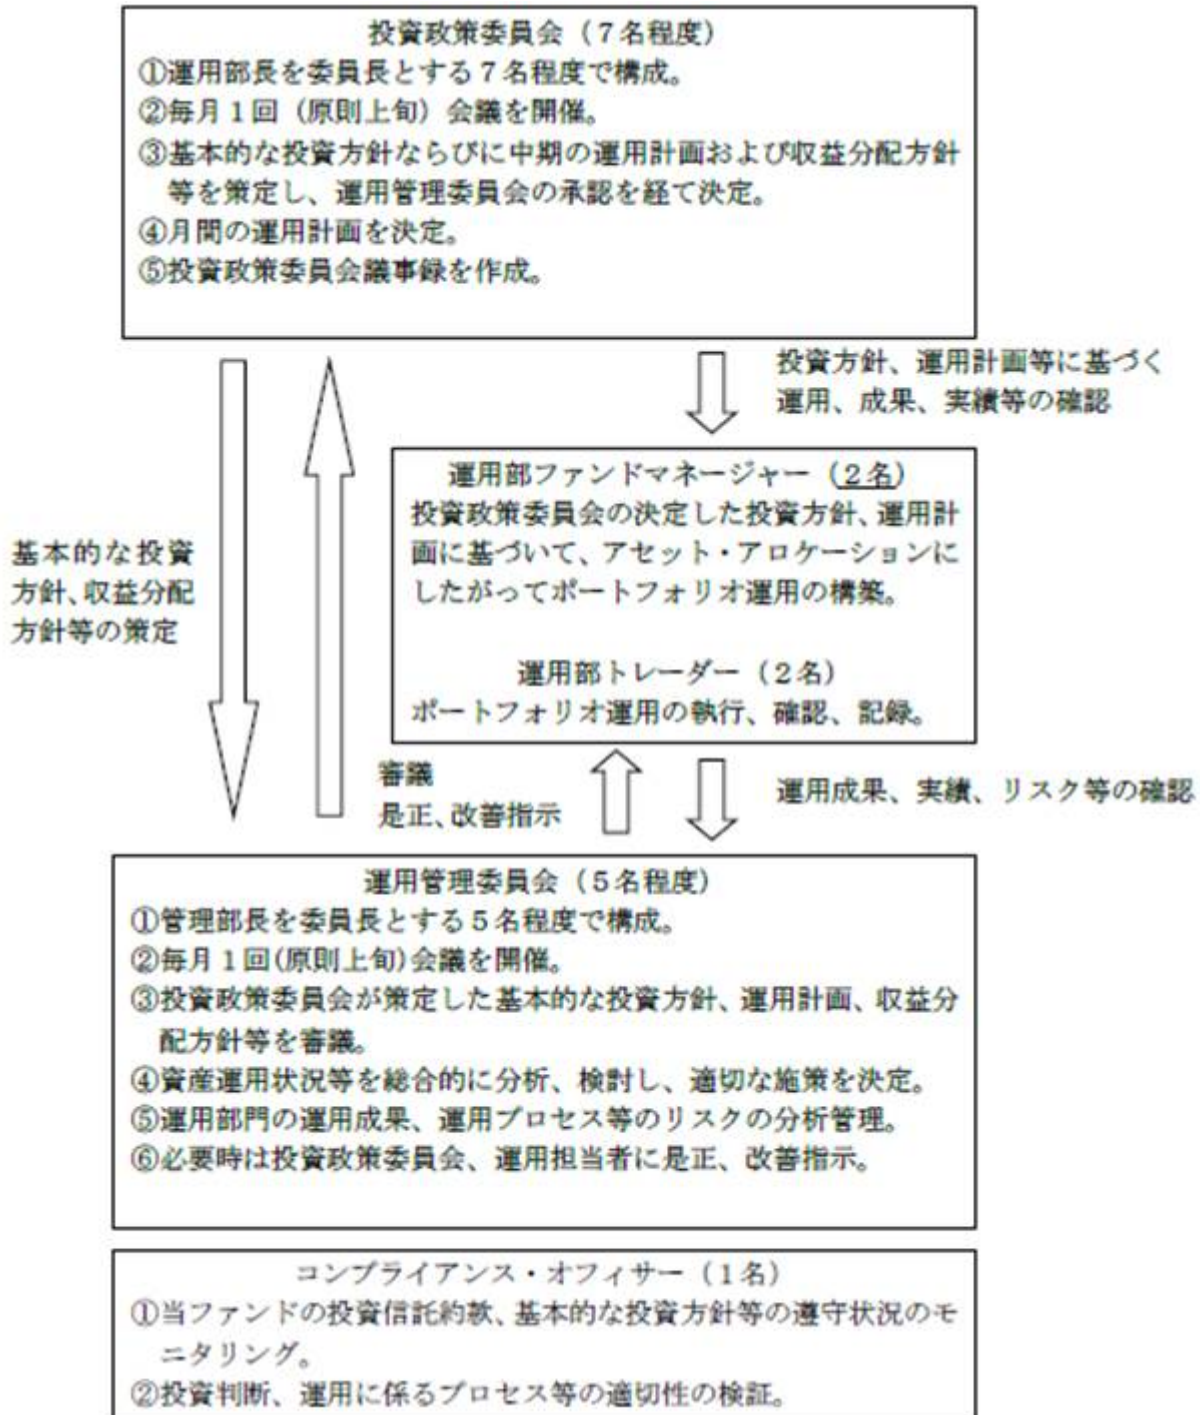 投資政策委員会（７名程度）
①運用部長を委員長とする７名程度で構成。
②毎月１回（原則上旬）会議を開催。
③基本的な投資方針ならびに中期の運用計画および収益分配方針
等を策定し、運用管理委員会の承認を経て決定。
④月間の運用計画を決定。
⑤投資政策委員会議事録を作成。
投資方針、運用計画等に基づく
運用、成果、実績等の確認
運用部ファンドマネージャー（２名）
投資政策委員会の決定した投資方針、運用計
画に基づいて、アセット・アロケーションに
したがってポートフォリオ運用の構築。
運用部トレーダー（２名）
ポートフォリオ運用の執行、確認、記録。
基本的な投資
方針、収益分配
方針等の策定
審議
是正、改善指示
運用成果、実績、リスク等の確認
運用管理委員会（５名程度）
①管理部長を委員長とする５名程度で構成。
②毎月１回(原則上旬)会議を開催。
③投資政策委員会が策定した基本的な投資方針、運用計画、収益分
配方針等を審議。
④資産運用状況等を総合的に分析、検討し、適切な施策を決定。
⑤運用部門の運用成果、運用プロセス等のリスクの分析管理。
⑥必要時は投資政策委員会、運用担当者に是正、改善指示。
コンプライアンス・オフィサー（１名）
①当ファンドの投資信託約款、基本的な投資方針等の遵守状況のモ
ニタリング。
②投資判断、運用に係るプロセス等の適切性の検証。